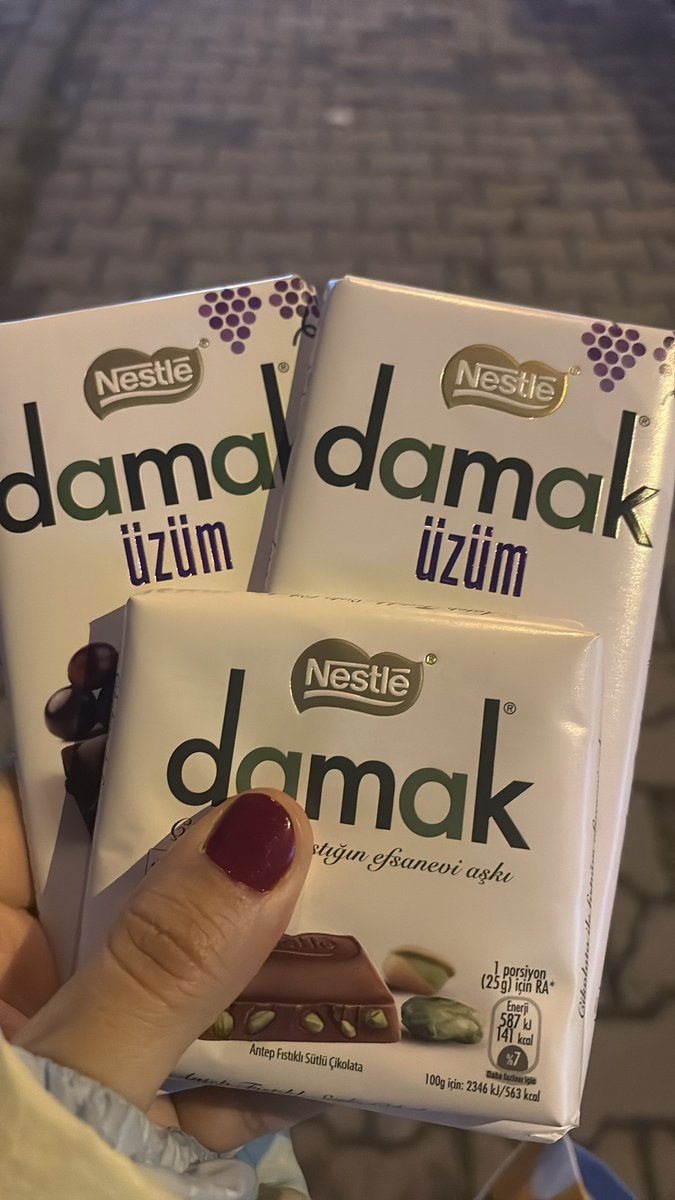 Nestlé
damak
üzüm
Nestlé
damak
üzüm
Nestlé
damak
efsanevi aşkı
1 porsiyon
(25g) için RA*
Enerji
587 kJ
141 kcal
%7
Antep Fıstıklı Sütlü Çikolata
100g için: 2346 kJ/563 kcal